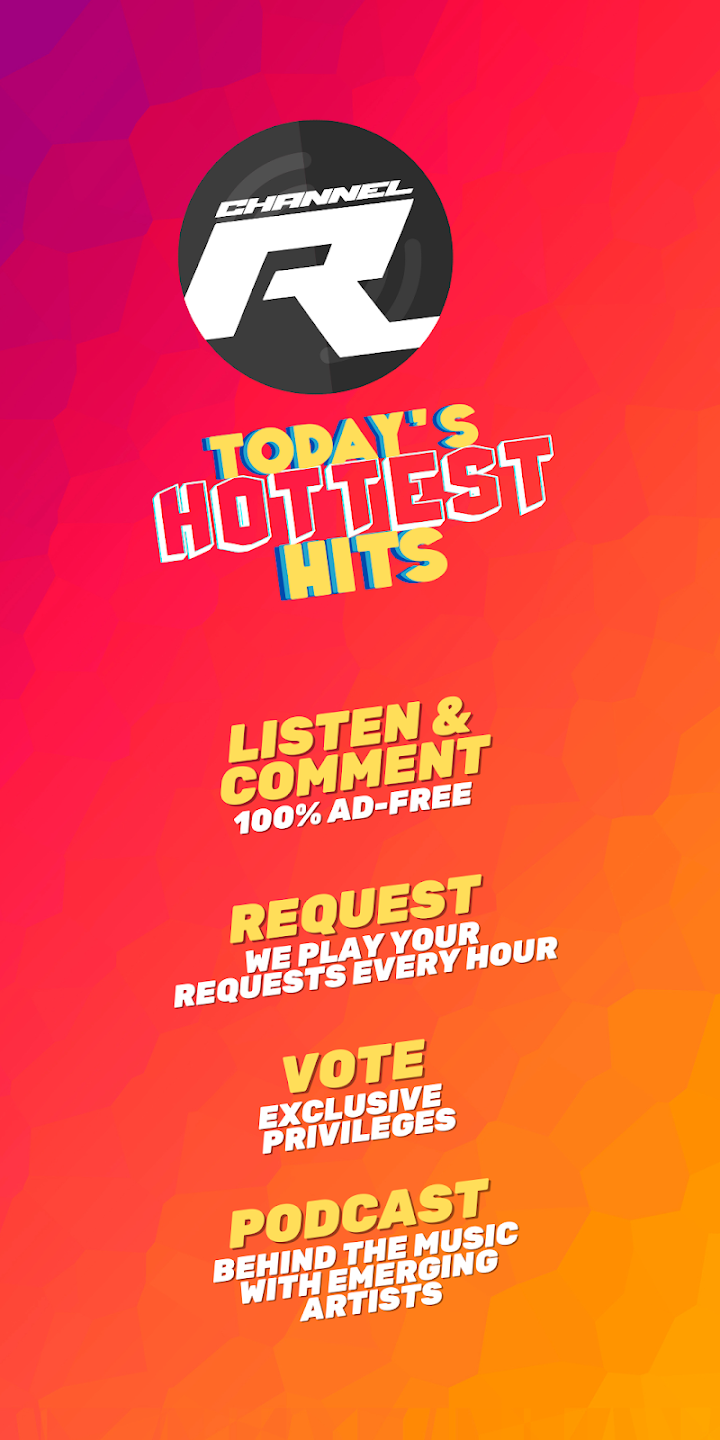 CHANNEL
R
TODAY'S
HOTTEST
HITS
LISTEN &
COMMENT
100% AD-FREE
REQUEST
WE PLAY YOUR
REQUESTS EVERY HOUR
VOTE
EXCLUSIVE
PRIVILEGES
PODCAST
BEHIND THE MUSIC
WITH EMERGING
ARTISTS